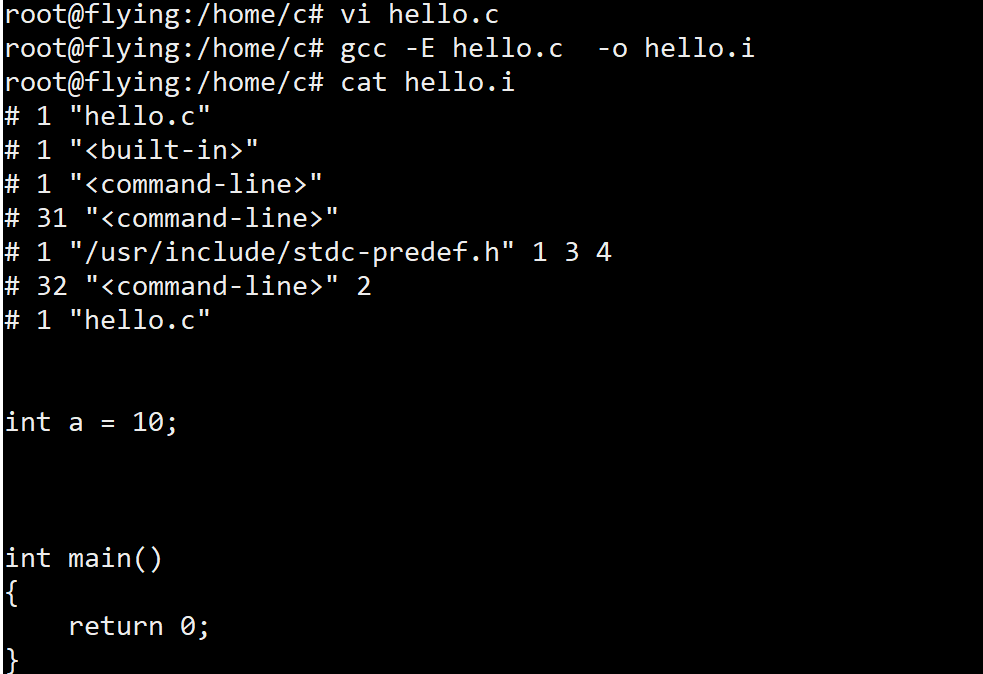 root@flying:/home/c# vi hello.c
root@flying:/home/c# gcc -E hello.c  -o hello.i
root@flying:/home/c# cat hello.i
# 1 "hello.c"
# 1 "<built-in>"
# 1 "<command-line>"
# 31 "<command-line>"
# 1 "/usr/include/stdc-predef.h" 1 3 4
# 32 "<command-line>" 2
# 1 "hello.c"
int a = 10;
int main()
{
    return 0;
}